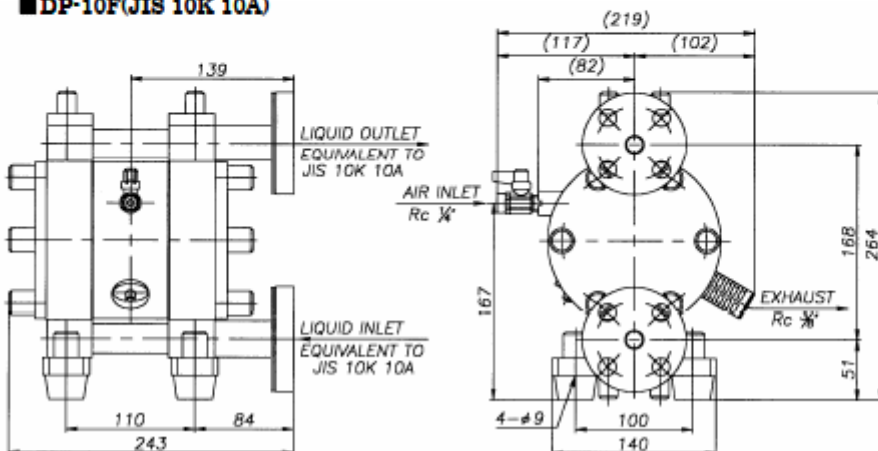 ■DP-10F(JIS 10K 10A)
139
LIQUID OUTLET
EQUIVALENT TO
JIS 10K 10A
LIQUID INLET
EQUIVALENT TO
JIS 10K 10A
110
84
243
(219)
(117)
(102)
(82)
AIR INLET
Rc ¼"
167
168
264
EXHAUST
Rc
51
4-φ9
100
140